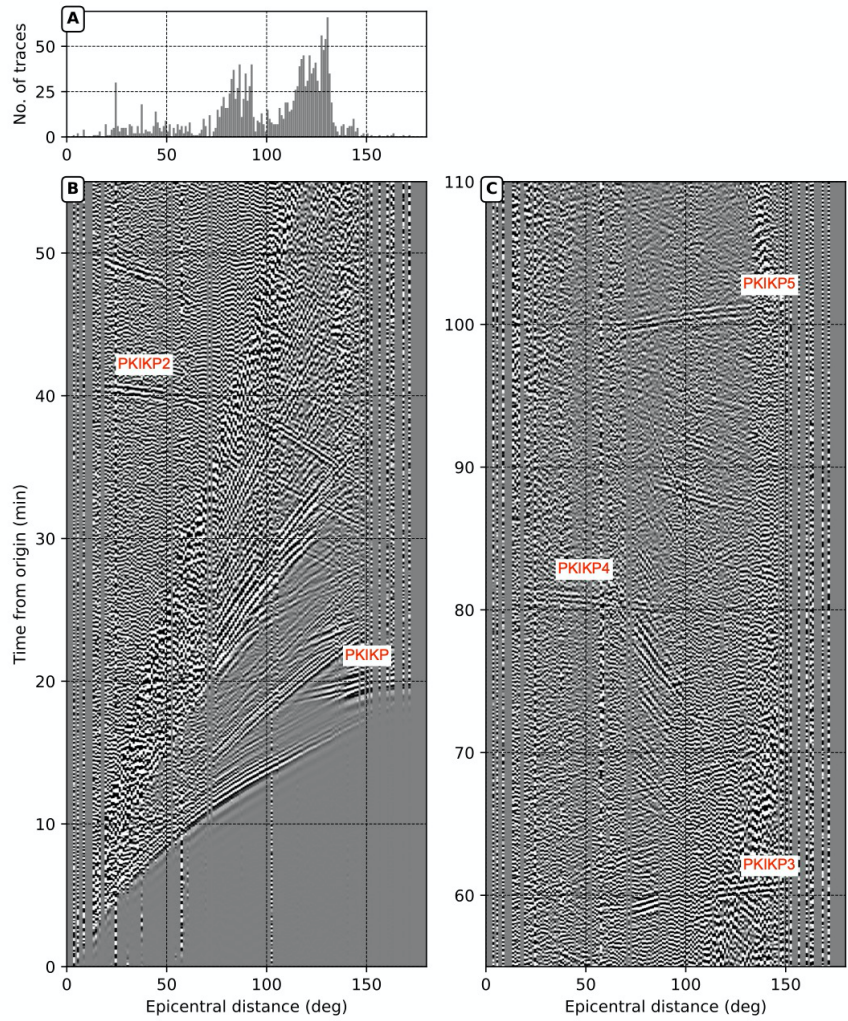 A
No. of traces
50
25
0
0
50
100
150
B
Time from origin (min)
50
40
30
20
10
0
PKIKP2
PKIKP
0
50
100
150
Epicentral distance (deg)
C
110
100
90
80
70
60
PKIKP5
PKIKP4
PKIKP3
0
50
100
150
Epicentral distance (deg)